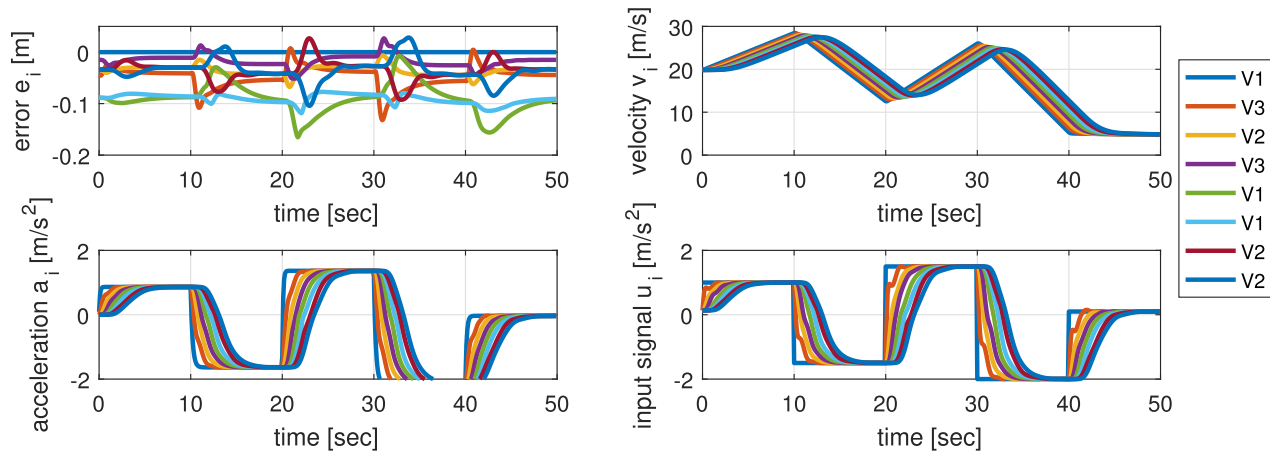 error e_i [m]
0
-0.1
-0.2
0 10 20 30 40 50
time [sec]
velocity v_i [m/s]
30
20
10
0
0 10 20 30 40 50
time [sec]
acceleration a_i [m/s^2]
2
0
-2
0 10 20 30 40 50
time [sec]
input signal u_i [m/s^2]
2
0
-2
0 10 20 30 40 50
time [sec]
V1
V3
V2
V3
V1
V1
V2
V2